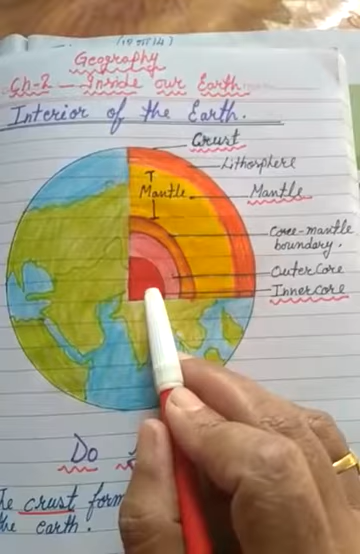 Geography
Ch-2 - Inside our Earth
Interior of the Earth.
Crust
Lithosphere
Mantle
Mantle
Core-mantle
boundary.
Outer core
Inner core
Do
The crust form
the earth.